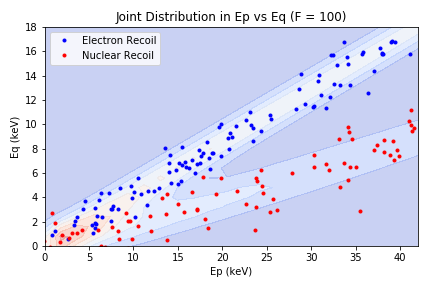 Joint Distribution in Ep vs Eq (F = 100)
Electron Recoil
Nuclear Recoil
Eq (keV)
18
16
14
12
10
8
6
4
2
0
0 5 10 15 20 25 30 35 40
Ep (keV)